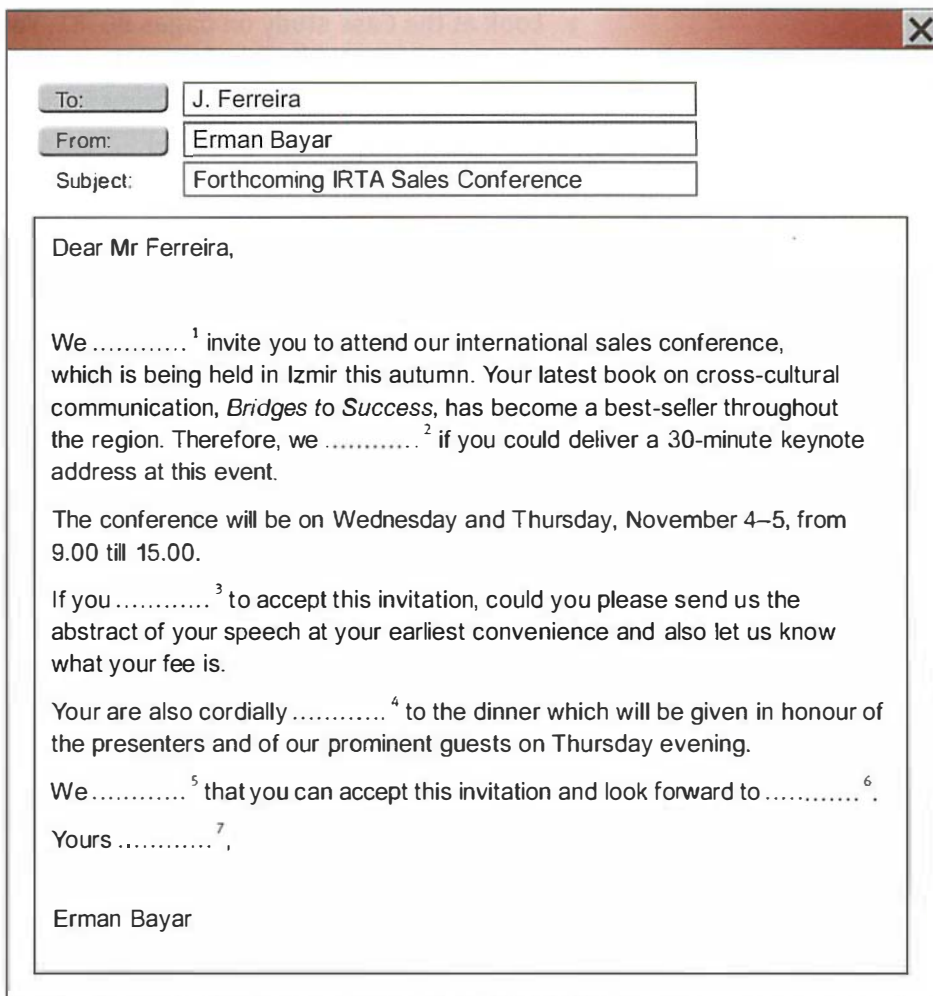 To: J. Ferreira
From: Erman Bayar
Subject: Forthcoming IRTA Sales Conference
Dear Mr Ferreira,
We ............ 1 invite you to attend our international sales conference,
which is being held in Izmir this autumn. Your latest book on cross-cultural
communication, Bridges to Success, has become a best-seller throughout
the region. Therefore, we ............ 2 if you could deliver a 30-minute keynote
address at this event.
The conference will be on Wednesday and Thursday, November 4–5, from
9.00 till 15.00.
If you ............ 3 to accept this invitation, could you please send us the
abstract of your speech at your earliest convenience and also let us know
what your fee is.
Your are also cordially ............ 4 to the dinner which will be given in honour of
the presenters and of our prominent guests on Thursday evening.
We ............ 5 that you can accept this invitation and look forward to ............ 6.
Yours ............ 7,
Erman Bayar